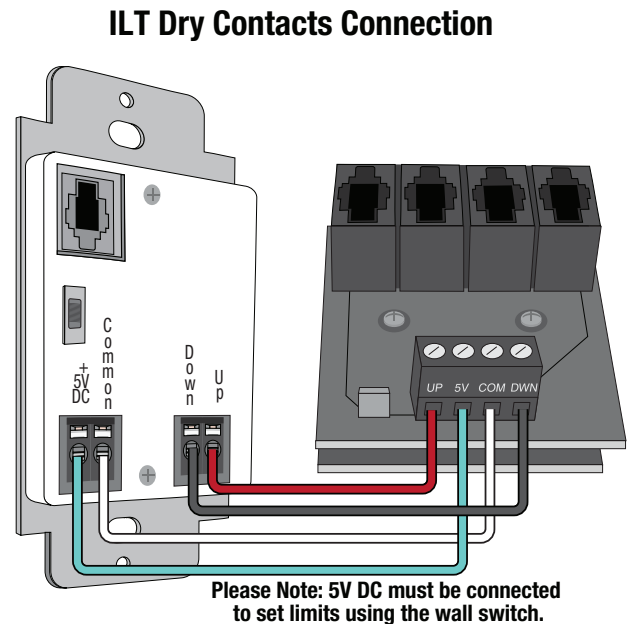 ILT Dry Contacts Connection
+
5V
DC
Common
Down
Up
UP 5V COM DWN
Please Note: 5V DC must be connected
to set limits using the wall switch.